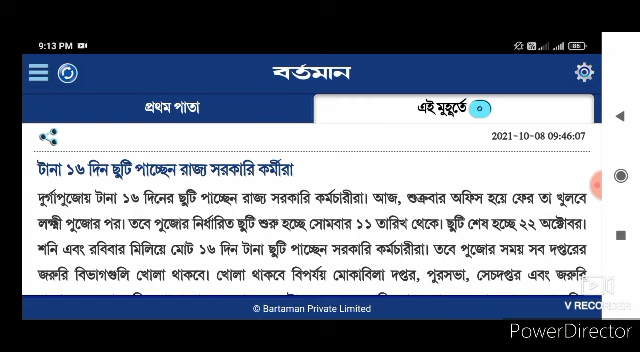 9:13 PM
86
বর্তমান
প্রথম পাতা
এই মুহূর্তে ০
2021-10-08 09:46:07
টানা ১৬ দিন ছুটি পাচ্ছেন রাজ্য সরকারি কর্মীরা
দুর্গাপুজোয় টানা ১৬ দিনের ছুটি পাচ্ছেন রাজ্য সরকারি কর্মচারীরা। আজ, শুক্রবার অফিস হয়ে ফের তা খুলবে
লক্ষ্মী পুজোর পর। তবে পুজোর নির্ধারিত ছুটি শুরু হচ্ছে সোমবার ১১ তারিখ থেকে। ছুটি শেষ হচ্ছে ২২ অক্টোবর।
শনি এবং রবিবার মিলিয়ে মোট ১৬ দিন টানা ছুটি পাচ্ছেন সরকারি কর্মচারীরা। তবে পুজোর সময় সব দপ্তরের
জরুরি বিভাগগুলি খোলা থাকবে। খোলা থাকবে বিপর্যয় মোকাবিলা দপ্তর, পুরসভা, সেচদপ্তর এবং জরুরি
© Bartaman Private Limited
V RECORDER
PowerDirector